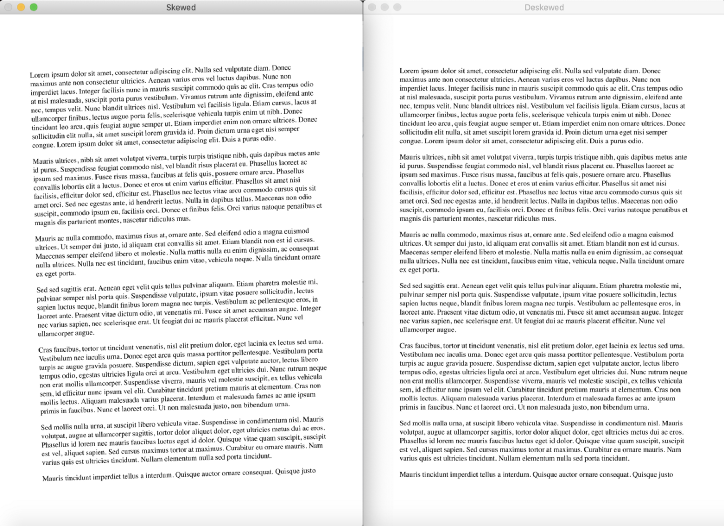 Skewed
Lorem ipsum dolor sit amet, consectetur adipiscing elit. Nulla sed vulputate diam. Donec
maximus ante non consectetur ultricies. Aenean varius eros vel luctus dapibus. Nunc non
imperdiet lacus. Integer facilisis nunc in mauris suscipit commodo quis ac elit. Cras tempus odio
at nisl malesuada, suscipit porta purus vestibulum. Vivamus rutrum ante dignissim, eleifend ante
nec, tempus velit. Nunc blandit ultrices nisl. Vestibulum vel facilisis ligula. Etiam cursus, lacus at
ullamcorper finibus, lectus augue porta felis, scelerisque vehicula turpis enim ut nibh. Donec
tincidunt leo arcu, quis feugiat augue semper ut. Etiam imperdiet enim non ornare ultricies. Donec
sollicitudin elit nulla, sit amet suscipit lorem gravida id. Proin dictum urna eget nisi semper
congue. Lorem ipsum dolor sit amet, consectetur adipiscing elit. Duis a purus odio.
Mauris ultrices, nibh sit amet volutpat viverra, turpis turpis tristique nibh, quis dapibus metus ante
id purus. Suspendisse feugiat commodo nisl, vel blandit risus placerat eu. Phasellus laoreet ac
ipsum sed maximus. Fusce risus massa, faucibus at felis quis, posuere ornare arcu. Phasellus
convallis lobortis elit a luctus. Donec et eros ut enim varius efficitur. Phasellus sit amet nisi
facilisis, efficitur dolor sed, efficitur est. Phasellus nec lectus vitae arcu commodo cursus quis sit
amet orci. Sed nec egestas ante, id hendrerit lectus. Nulla in dapibus tellus. Maecenas non odio
suscipit, commodo ipsum eu, facilisis orci. Donec et finibus felis. Orci varius natoque penatibus et
magnis dis parturient montes, nascetur ridiculus mus.
Mauris ac nulla commodo, maximus risus at, ornare ante. Sed eleifend odio a magna euismod
ultrices. Ut semper dui justo, id aliquam erat convallis sit amet. Etiam blandit non est id cursus.
Maecenas semper eleifend libero et molestie. Nulla mattis nulla eu enim dignissim, ac consequat
nulla ultricies. Nulla nec est tincidunt, faucibus enim vitae, vehicula neque. Nulla tincidunt ornare
ex eget porta.
Sed sed sagittis erat. Aenean eget velit quis tellus pulvinar aliquam. Etiam pharetra molestie mi,
pulvinar semper nisl porta quis. Suspendisse vulputate, ipsum vitae posuere sollicitudin, lectus
sapien luctus neque, blandit finibus lorem magna nec turpis. Vestibulum ac pellentesque eros, in
laoreet ante. Praesent vitae dictum odio, ut venenatis mi. Fusce sit amet accumsan augue. Integer
nec varius sapien, nec scelerisque erat. Ut feugiat dui ac mauris placerat efficitur. Nunc vel
ullamcorper augue.
Cras faucibus, tortor ut tincidunt venenatis, nisl elit pretium dolor, eget lacinia ex lectus sed urna.
Vestibulum nec iaculis urna. Donec eget arcu quis massa porttitor pellentesque. Vestibulum porta
turpis ac augue gravida posuere. Suspendisse dictum, sapien eget vulputate auctor, lectus libero
tempus odio, egestas ultricies ligula orci at arcu. Vestibulum quis leo dui. Nunc rutrum neque
non erat mollis ullamcorper. Suspendisse viverra, mauris vel molestie suscipit, ex tellus vehicula
sem, id efficitur nunc ipsum vel elit. Curabitur tincidunt pretium mauris at elementum. Cras nisl
mollis lectus. Aliquam malesuada varius placerat. Interdum et malesuada fames ac ante ipsum
primis in faucibus. Nunc et laoreet orci. Ut non malesuada justo, non bibendum urna.
Sed mollis nulla urna, at suscipit libero vehicula vitae. Suspendisse in condimentum nisl. Mauris
volutpat, augue at ullamcorper sagittis, tortor dolor aliquet dolor, eget ultricies dui ac eros.
Phasellus id lorem nec mauris faucibus luctus eget id dolor. Quisque vitae quam suscipit, suscipit
est vel, aliquet sapien. Sed cursus maximus tortor at maximus. Curabitur eu ornare mauris. Nam
varius quis est ultricies tincidunt. Nullam elementum nulla sed porta tincidunt.
Mauris tincidunt imperdiet tellus a interdum. Quisque auctor ornare consequat. Quisque justo
Deskewed
Lorem ipsum dolor sit amet, consectetur adipiscing elit. Nulla sed vulputate diam. Donec
maximus ante non consectetur ultricies. Aenean varius eros vel luctus dapibus. Nunc non
imperdiet lacus. Integer facilisis nunc in mauris suscipit commodo quis ac elit. Cras tempus odio
at nisl malesuada, suscipit porta purus vestibulum. Vivamus rutrum ante dignissim, eleifend ante
nec, tempus velit. Nunc blandit ultrices nisl. Vestibulum vel facilisis ligula. Etiam cursus, lacus at
ullamcorper finibus, lectus augue porta felis, scelerisque vehicula turpis enim ut nibh. Donec
tincidunt leo arcu, quis feugiat augue semper ut. Etiam imperdiet enim non ornare ultricies. Donec
sollicitudin elit nulla, sit amet suscipit lorem gravida id. Proin dictum urna eget nisi semper
congue. Lorem ipsum dolor sit amet, consectetur adipiscing elit. Duis a purus odio.
Mauris ultrices, nibh sit amet volutpat viverra, turpis turpis tristique nibh, quis dapibus metus ante
id purus. Suspendisse feugiat commodo nisl, vel blandit risus placerat eu. Phasellus laoreet ac
ipsum sed maximus. Fusce risus massa, faucibus at felis quis, posuere ornare arcu. Phasellus
convallis lobortis elit a luctus. Donec et eros ut enim varius efficitur. Phasellus sit amet nisi
facilisis, efficitur dolor sed, efficitur est. Phasellus nec lectus vitae arcu commodo cursus quis sit
amet orci. Sed nec egestas ante, id hendrerit lectus. Nulla in dapibus tellus. Maecenas non odio
suscipit, commodo ipsum eu, facilisis orci. Donec et finibus felis. Orci varius natoque penatibus et
magnis dis parturient montes, nascetur ridiculus mus.
Mauris ac nulla commodo, maximus risus at, ornare ante. Sed eleifend odio a magna euismod
ultrices. Ut semper dui justo, id aliquam erat convallis sit amet. Etiam blandit non est id cursus.
Maecenas semper eleifend libero et molestie. Nulla mattis nulla eu enim dignissim, ac consequat
nulla ultricies. Nulla nec est tincidunt, faucibus enim vitae, vehicula neque. Nulla tincidunt ornare
ex eget porta.
Sed sed sagittis erat. Aenean eget velit quis tellus pulvinar aliquam. Etiam pharetra molestie mi,
pulvinar semper nisl porta quis. Suspendisse vulputate, ipsum vitae posuere sollicitudin, lectus
sapien luctus neque, blandit finibus lorem magna nec turpis. Vestibulum ac pellentesque eros, in
laoreet ante. Praesent vitae dictum odio, ut venenatis mi. Fusce sit amet accumsan augue. Integer
nec varius sapien, nec scelerisque erat. Ut feugiat dui ac mauris placerat efficitur. Nunc vel
ullamcorper augue.
Cras faucibus, tortor ut tincidunt venenatis, nisl elit pretium dolor, eget lacinia ex lectus sed urna.
Vestibulum nec iaculis urna. Donec eget arcu quis massa porttitor pellentesque. Vestibulum porta
turpis ac augue gravida posuere. Suspendisse dictum, sapien eget vulputate auctor, lectus libero
tempus odio, egestas ultricies ligula orci at arcu. Vestibulum quis leo dui. Nunc rutrum neque
non erat mollis ullamcorper. Suspendisse viverra, mauris vel molestie suscipit, ex tellus vehicula
sem, id efficitur nunc ipsum vel elit. Curabitur tincidunt pretium mauris at elementum. Cras nisl
mollis lectus. Aliquam malesuada varius placerat. Interdum et malesuada fames ac ante ipsum
primis in faucibus. Nunc et laoreet orci. Ut non malesuada justo, non bibendum urna.
Sed mollis nulla urna, at suscipit libero vehicula vitae. Suspendisse in condimentum nisl. Mauris
volutpat, augue at ullamcorper sagittis, tortor dolor aliquet dolor, eget ultricies dui ac eros.
Phasellus id lorem nec mauris faucibus luctus eget id dolor. Quisque vitae quam suscipit, suscipit
est vel, aliquet sapien. Sed cursus maximus tortor at maximus. Curabitur eu ornare mauris. Nam
varius quis est ultricies tincidunt. Nullam elementum nulla sed porta tincidunt.
Mauris tincidunt imperdiet tellus a interdum. Quisque auctor ornare consequat. Quisque justo